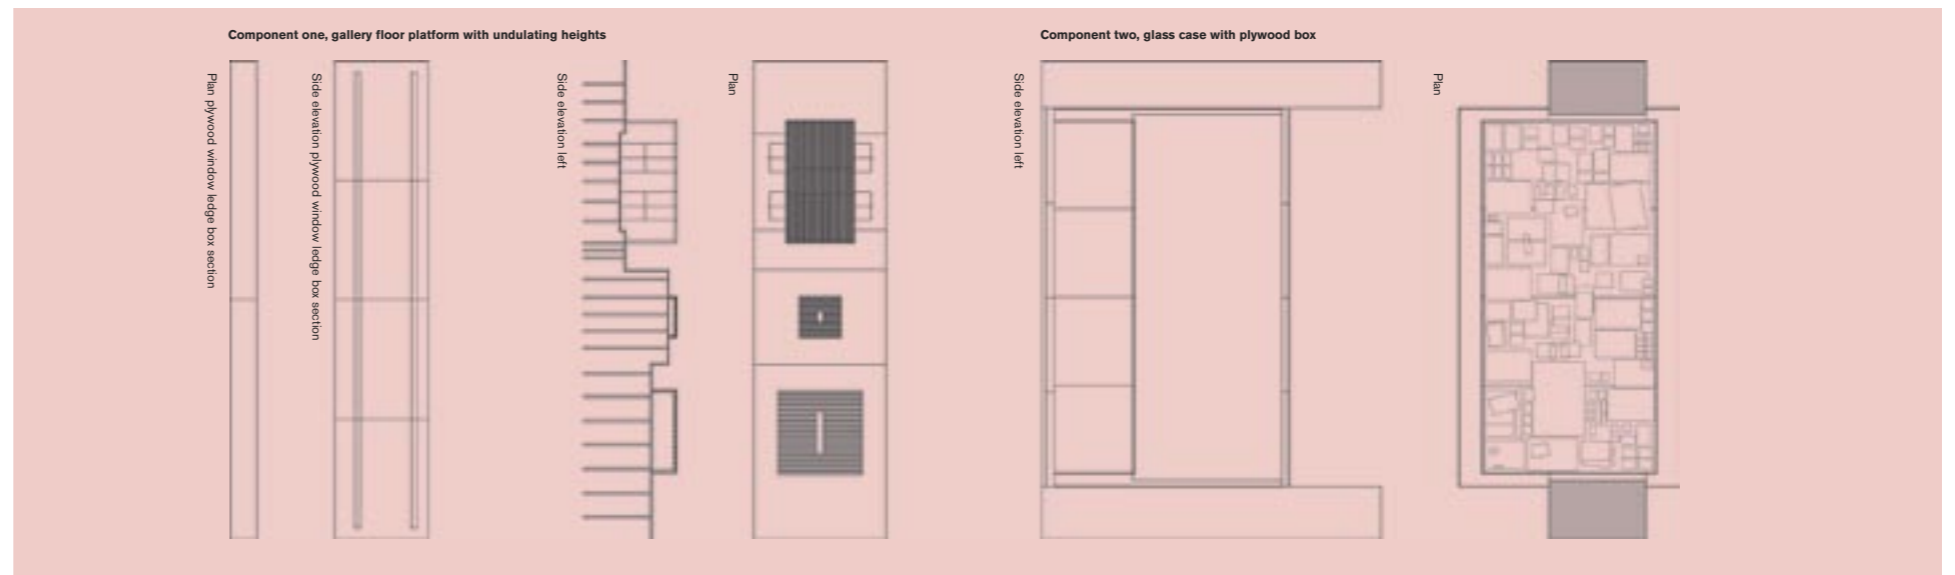 Component one, gallery floor platform with undulating heights
Plan plywood window ledge box section
Side elevation plywood window ledge box section
Side elevation left
Plan
Component two, glass case with plywood box
Side elevation left
Plan